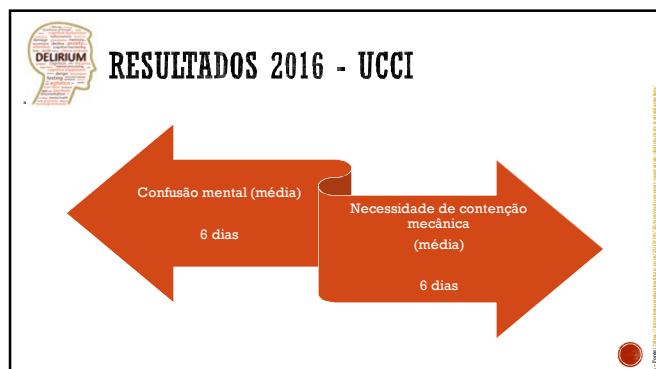 DELIRIUM
RESULTADOS 2016 - UCCI
Confusão mental (média)
6 dias
Necessidade de contenção
mecânica
(média)
6 dias